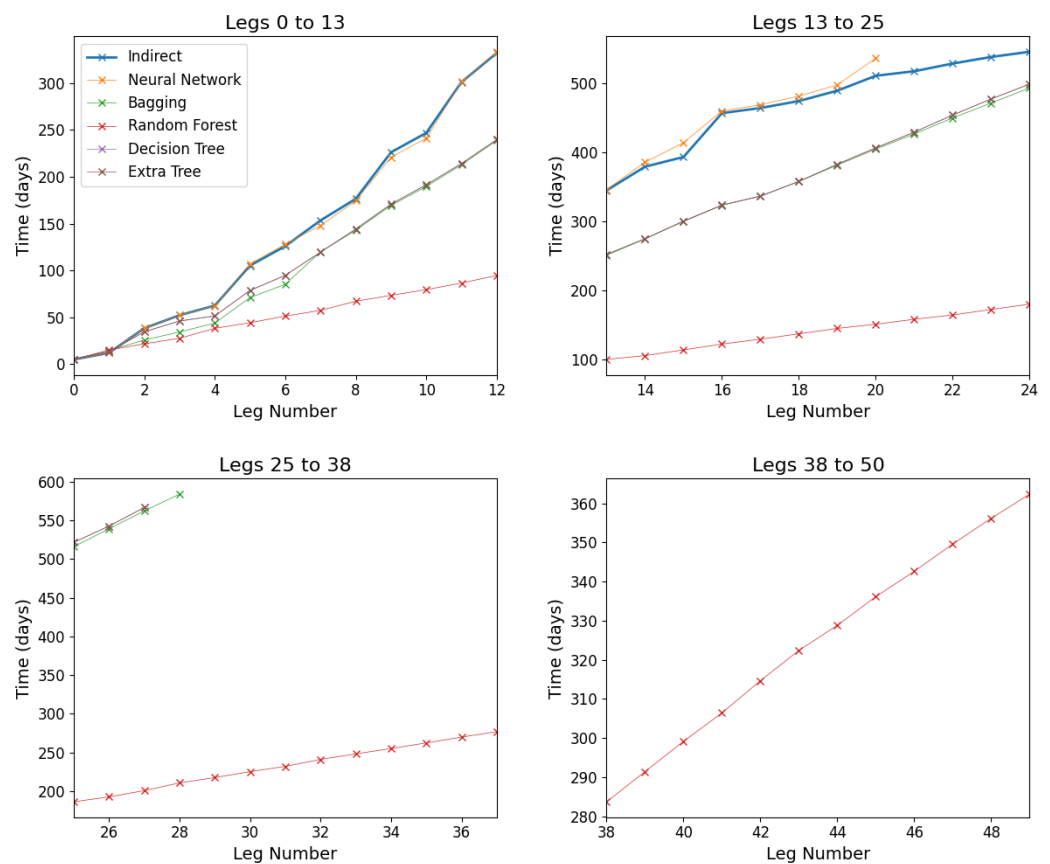 Legs 0 to 13
Time (days)
300
250
200
150
100
50
0
Indirect
Neural Network
Bagging
Random Forest
Decision Tree
Extra Tree
0 2 4 6 8 10 12
Leg Number
Legs 13 to 25
Time (days)
500
400
300
200
100
14 16 18 20 22 24
Leg Number
Legs 25 to 38
Time (days)
600
550
500
450
400
350
300
250
200
26 28 30 32 34 36
Leg Number
Legs 38 to 50
Time (days)
360
350
340
330
320
310
300
290
280
38 40 42 44 46 48
Leg Number